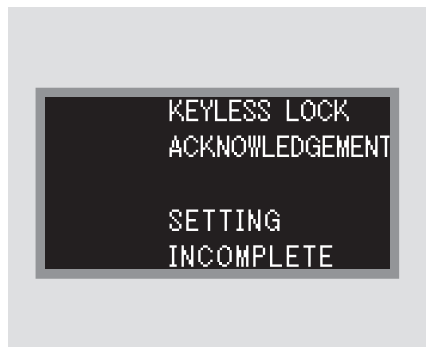 KEYLESS LOCK
ACKNOWLEDGEMENT
SETTING
INCOMPLETE